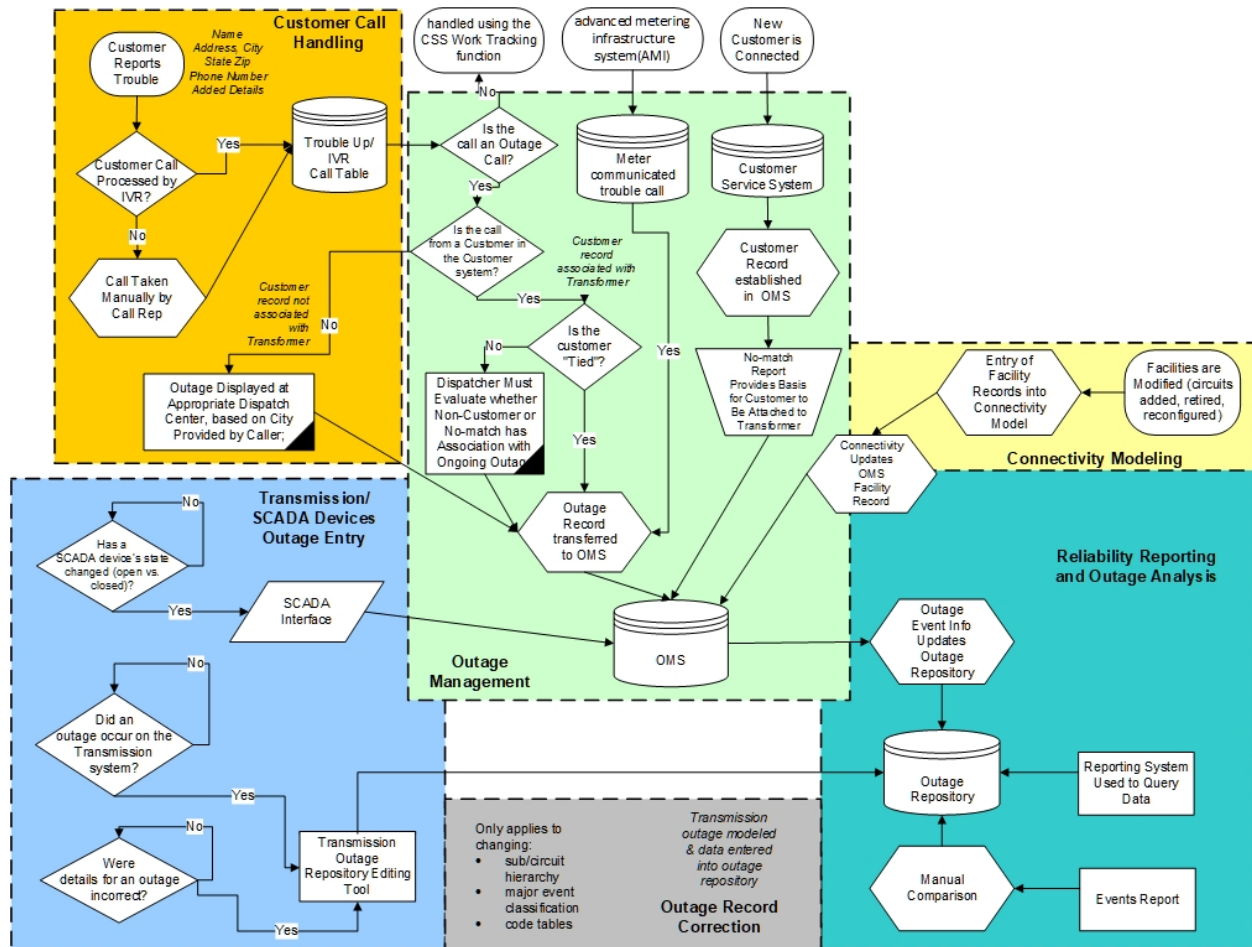 Customer Call
Handling
Customer
Reports
Trouble
Name
Address, City
State Zip
Phone Number
Added Details
Customer Call
Processed by
IVR?
Yes
No
Trouble Up/
IVR
Call Table
Call Taken
Manually by
Call Rep
Customer
record not
associated
with
Transformer
No
Outage Displayed at
Appropriate Dispatch
Center, based on City
Provided by Caller;
handled using the
CSS Work Tracking
function
advanced metering
infrastructure
system(AMI)
New
Customer is
Connected
No
Is the
call an Outage
Call?
Yes
Meter
communicated
trouble call
Customer
Service System
Is the call
from a Customer in
the Customer
system?
Customer
record
associated with
Transformer
Yes
Customer
Record
established
in OMS
Is the
customer
"Tied"?
No
Yes
Yes
Dispatcher Must
Evaluate whether
Non-Customer or
No-match has
Association with
Ongoing Outag
No-match
Report
Provides Basis
for Customer to
Be Attached to
Transformer
Outage
Record
transferred
to OMS
OMS
Outage
Management
Entry of
Facility
Records into
Connectivity
Model
Facilities are
Modified (circuits
added, retired,
reconfigured)
Connectivity
Updates
OMS
Facility
Record
Connectivity Modeling
Transmission/
SCADA Devices
Outage Entry
No
Has a
SCADA device's state
changed (open vs.
closed)?
Yes
SCADA
Interface
No
Did an
outage occur on the
Transmission
system?
Yes
No
Were
details for an outage
incorrect?
Yes
Transmission
Outage
Repository Editing
Tool
Only applies to
changing:
• sub/circuit
hierarchy
• major event
classification
• code tables
Transmission
outage modeled
& data entered
into outage
repository
Outage Record
Correction
Reliability Reporting
and Outage Analysis
Outage
Event Info
Updates
Outage
Repository
Outage
Repository
Reporting System
Used to Query
Data
Manual
Comparison
Events Report